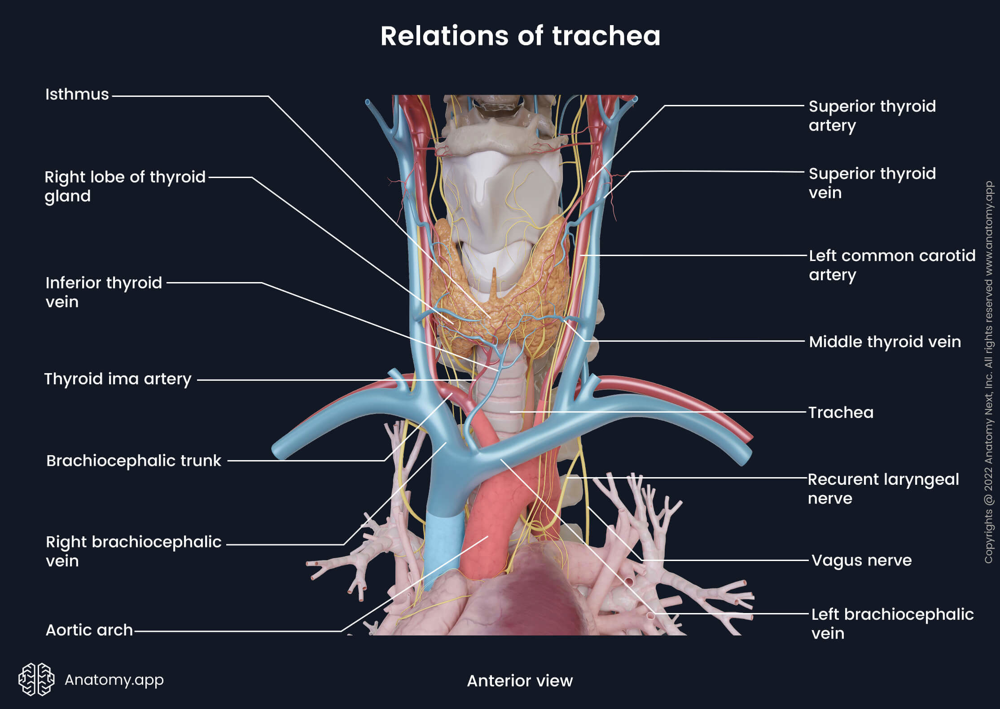 Relations of trachea
Isthmus
Right lobe of thyroid
gland
Inferior thyroid
vein
Thyroid ima artery
Brachiocephalic trunk
Right brachiocephalic
vein
Aortic arch
Superior thyroid
artery
Superior thyroid
vein
Left common carotid
artery
Middle thyroid vein
Trachea
Recurent laryngeal
nerve
Vagus nerve
Left brachiocephalic
vein
Copyrights @ 2022 Anatomy Next, Inc. All rights reserved www.anatomy.app
Anatomy.app
Anterior view